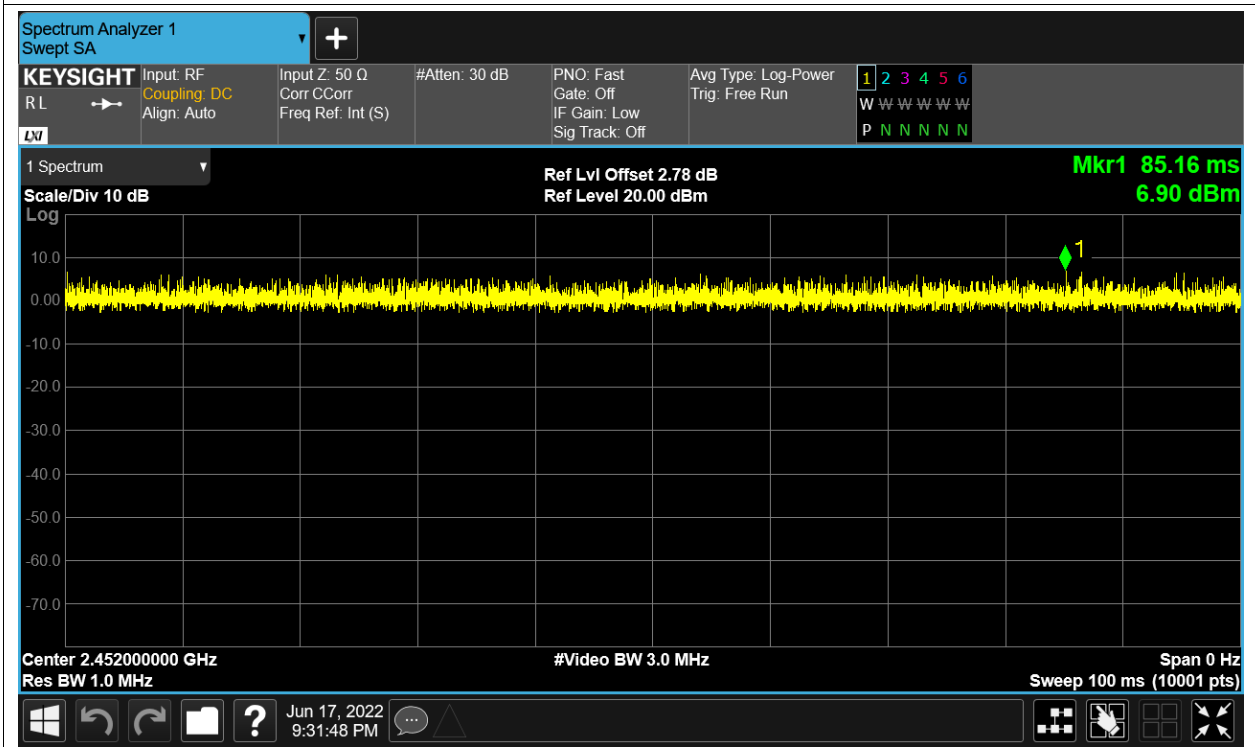 Spectrum Analyzer 1
Swept SA
KEYSIGHT
R L
LXI
Input: RF
Coupling: DC
Align: Auto
Input Z: 50 Ω
Corr CCorr
Freq Ref: Int (S)
#Atten: 30 dB
PNO: Fast
Gate: Off
IF Gain: Low
Sig Track: Off
Avg Type: Log-Power
Trig: Free Run
1 2 3 4 5 6
W W W W W W
P N N N N N
1 Spectrum
Scale/Div 10 dB
Ref Lvl Offset 2.78 dB
Ref Level 20.00 dBm
Mkr1 85.16 ms
6.90 dBm
Log
1
10.0
0.00
-10.0
-20.0
-30.0
-40.0
-50.0
-60.0
-70.0
Center 2.452000000 GHz
Res BW 1.0 MHz
#Video BW 3.0 MHz
Span 0 Hz
Sweep 100 ms (10001 pts)
?
Jun 17, 2022
9:31:48 PM